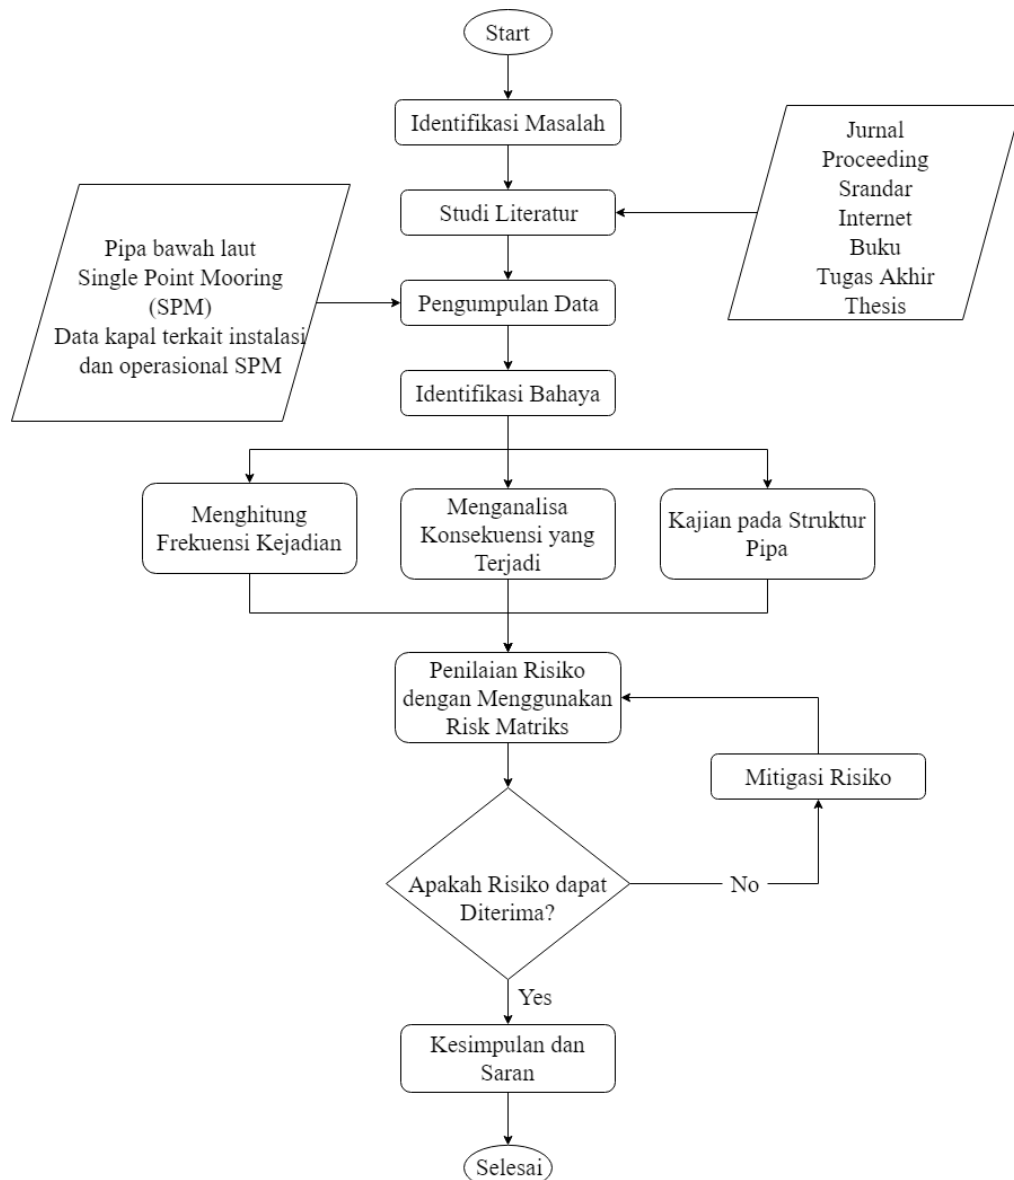 Start
Identifikasi Masalah
Jurnal
Proceeding
Srandar
Internet
Buku
Tugas Akhir
Thesis
Studi Literatur
Pipa bawah laut
Single Point Mooring
(SPM)
Data kapal terkait instalasi
dan operasional SPM
Pengumpulan Data
Identifikasi Bahaya
Menghitung
Frekuensi Kejadian
Menganalisa
Konsekuensi yang
Terjadi
Kajian pada Struktur
Pipa
Penilaian Risiko
dengan Menggunakan
Risk Matriks
Mitigasi Risiko
Apakah Risiko dapat
Diterima?
No
Yes
Kesimpulan dan
Saran
Selesai